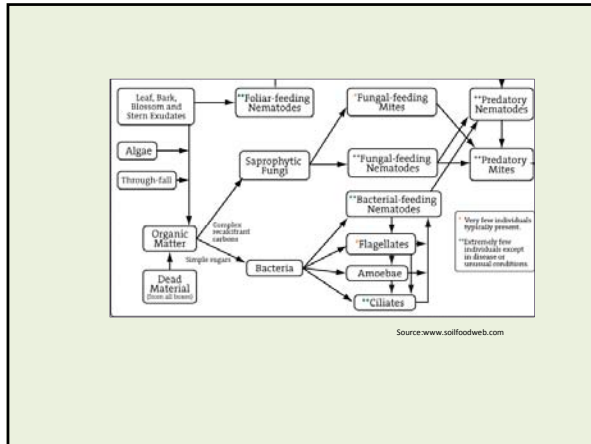 Leaf, Bark,
Blossom and
Stem Exudates
**Foliar-feeding
Nematodes
*Fungal-feeding
Mites
**Predatory
Nematodes
Algae
Saprophytic
Fungi
**Fungal-feeding
Nematodes
**Predatory
Mites
Through-fall
**Bacterial-feeding
Nematodes
Complex
recalcitrant
carbons
Organic
Matter
*Flagellates
* Very few individuals
typically present.
**Extremely few
individuals except
in disease or
unusual conditions.
Simple sugars
Bacteria
Amoebae
Dead
Material
(from all boxes)
**Ciliates
Source:www.soilfoodweb.com